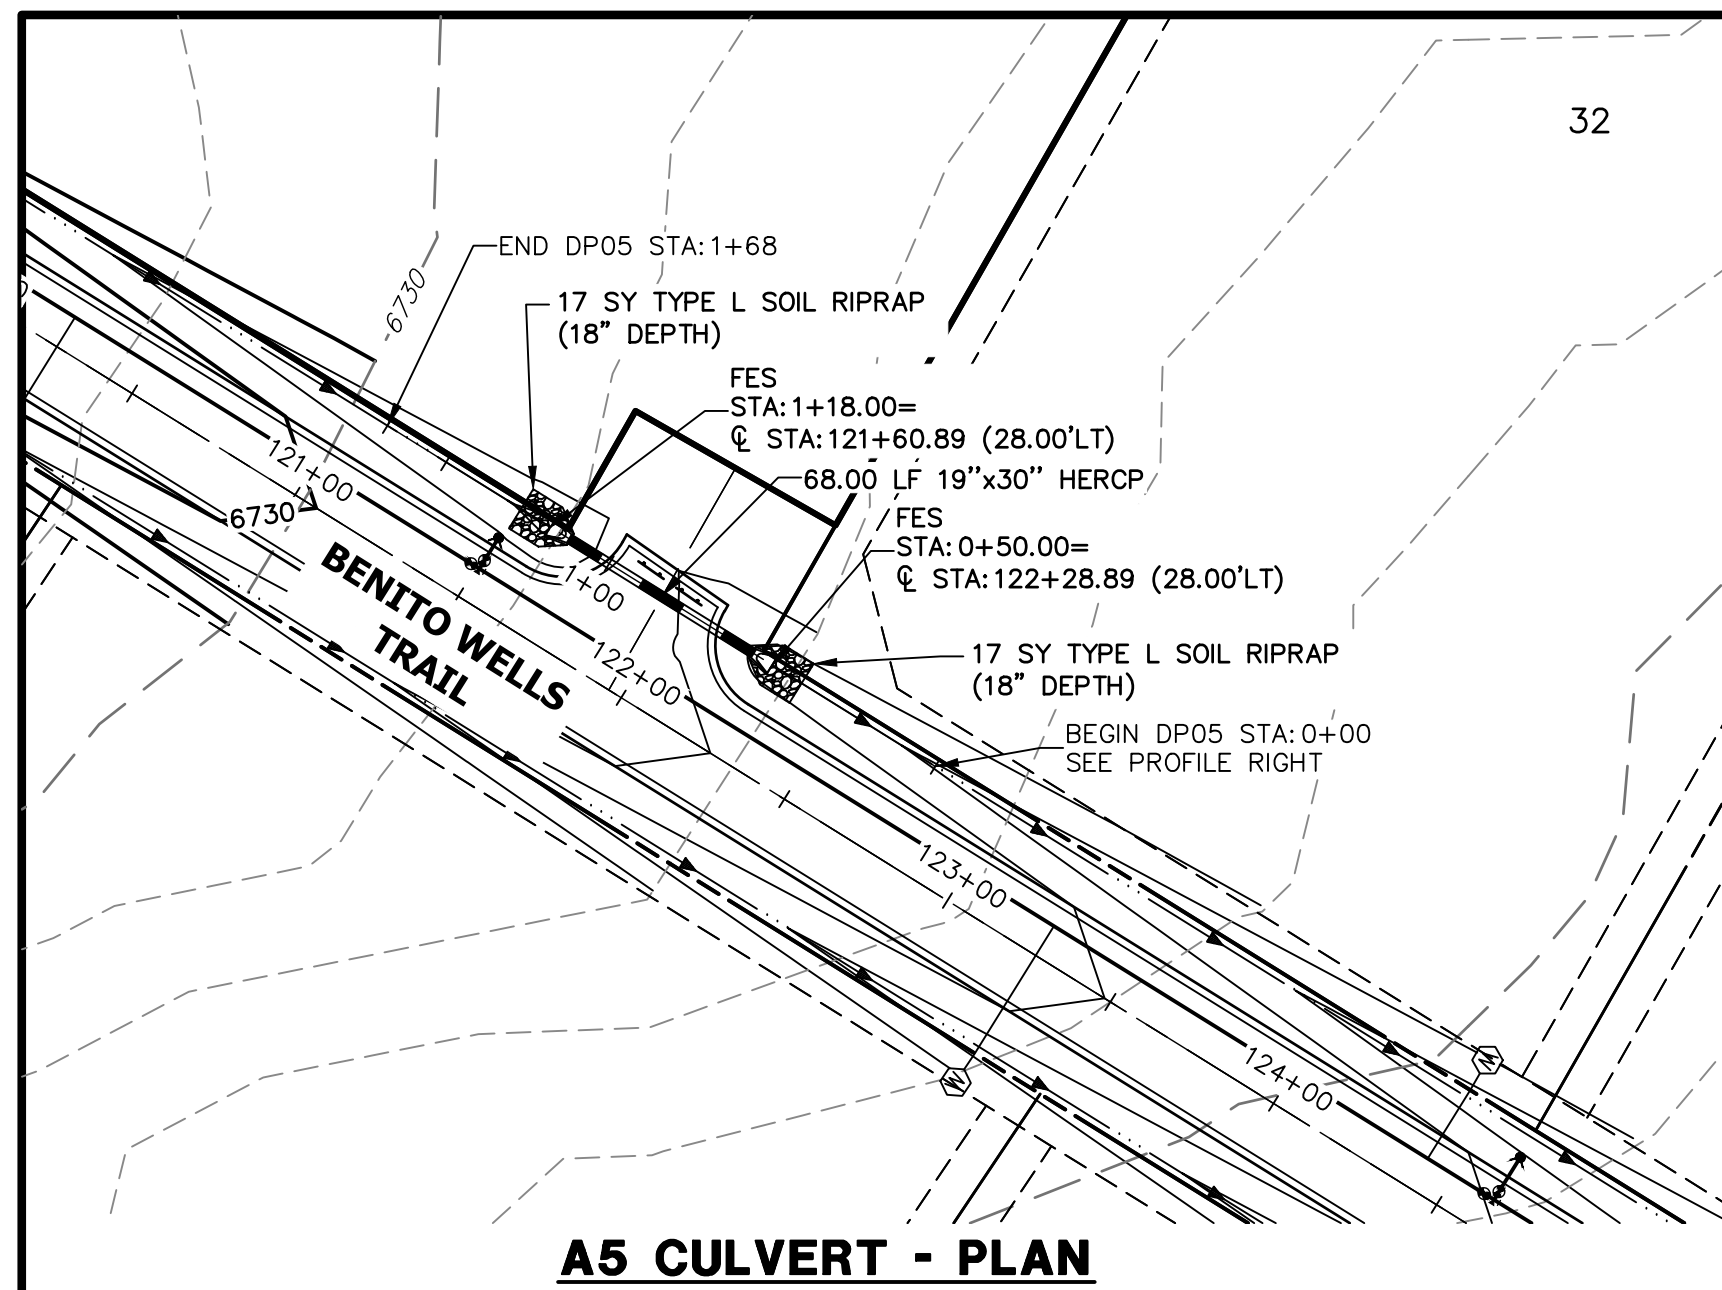 32
END DP05 STA:1+68
6730
17 SY TYPE L SOIL RIPRAP
(18" DEPTH)
FES
STA:1+18.00=
℄ STA:121+60.89 (28.00'LT)
68.00 LF 19"x30" HERCP
121+00
6730
FES
STA:0+50.00=
℄ STA:122+28.89 (28.00'LT)
BENITO WELLS
TRAIL
1+00
122+00
17 SY TYPE L SOIL RIPRAP
(18" DEPTH)
BEGIN DP05 STA:0+00
SEE PROFILE RIGHT
123+00
124+00
W
W
A5 CULVERT - PLAN